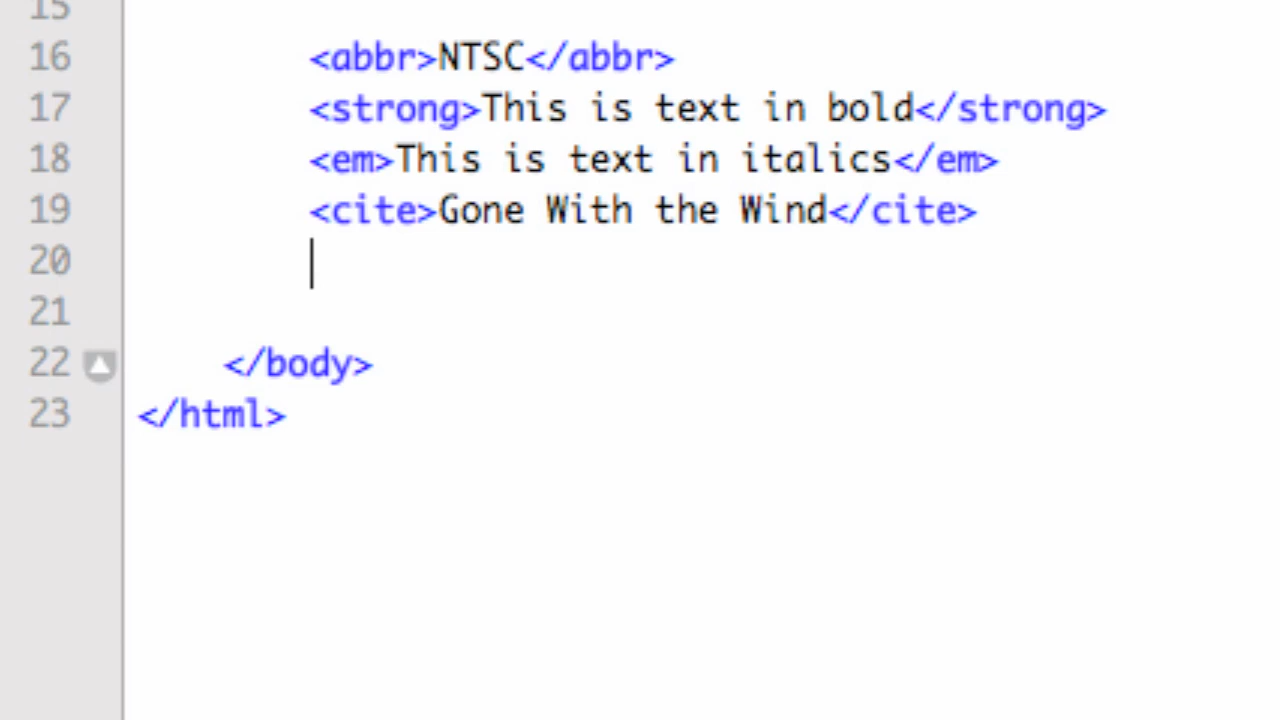 15
16 <abbr>NTSC</abbr>
17 <strong>This is text in bold</strong>
18 <em>This is text in italics</em>
19 <cite>Gone With the Wind</cite>
20
21
22 </body>
23 </html>